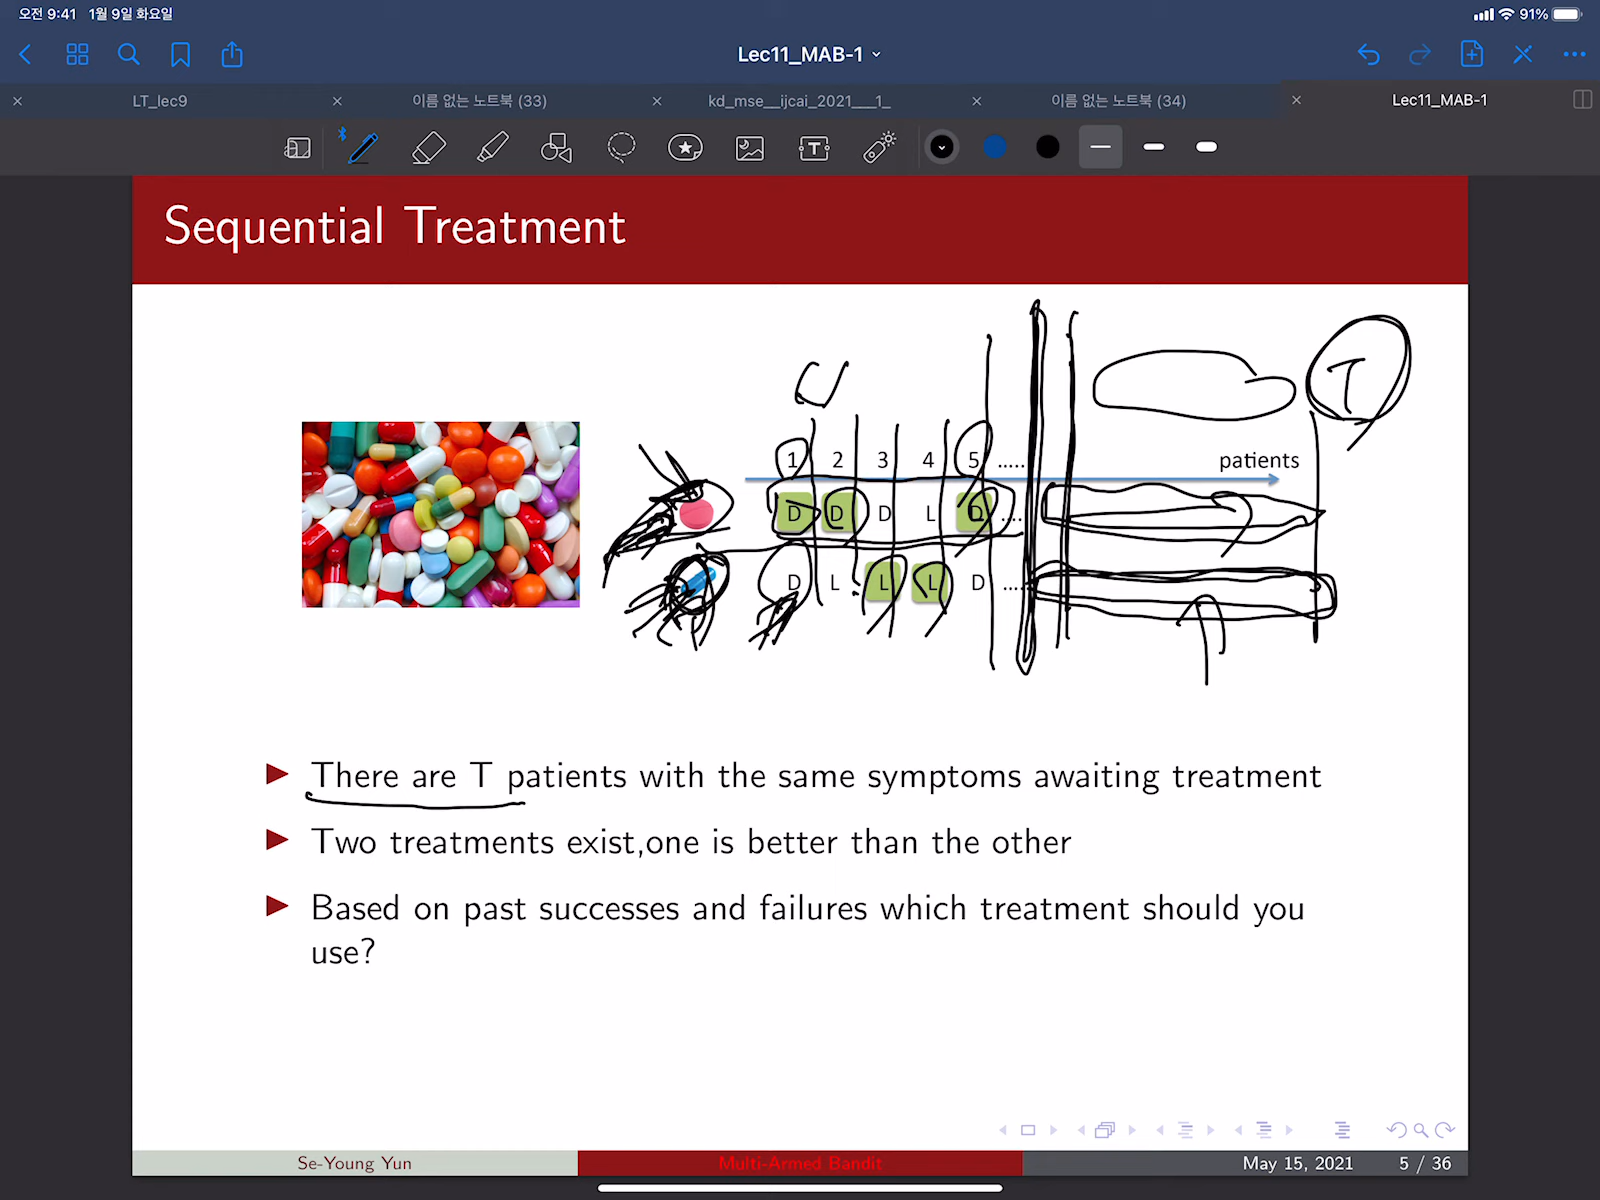 오전 9:41 1월 9일 화요일 91%
Lec11_MAB-1
LT_lec9 이름 없는 노트북 (33) kd_mse__ijcai_2021___1_ 이름 없는 노트북 (34) Lec11_MAB-1
Sequential Treatment
T
1 2 3 4 5 ..... patients
D D D L D ....
D L L L D .....
There are T patients with the same symptoms awaiting treatment
Two treatments exist,one is better than the other
Based on past successes and failures which treatment should you
use?
Se-Young Yun Multi-Armed Bandit May 15, 2021 5 / 36